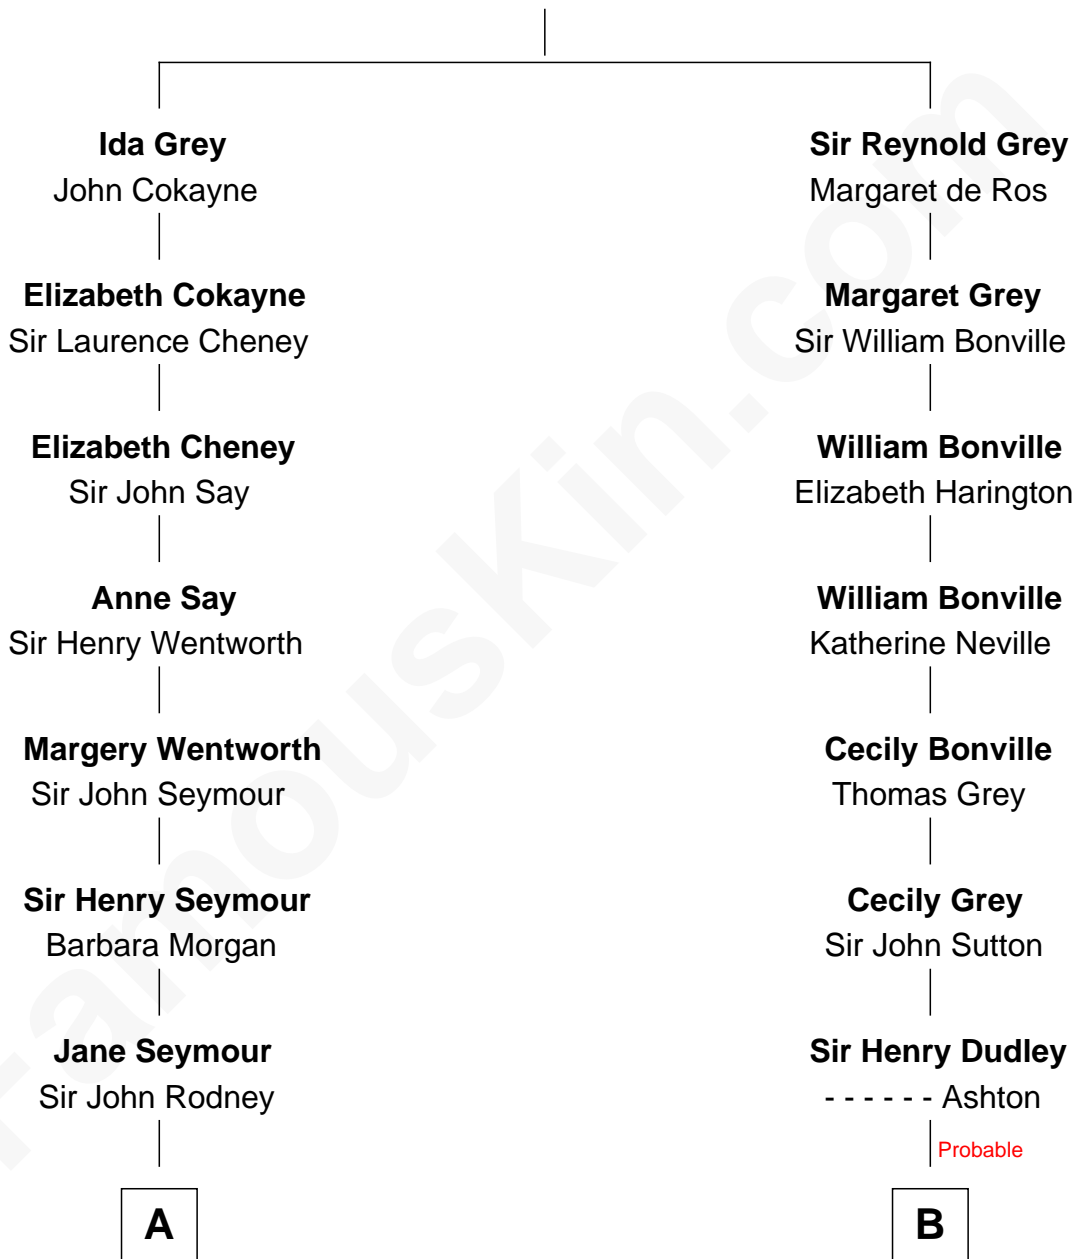 Ida Grey
John Cokayne
Sir Reynold Grey
Margaret de Ros
Elizabeth Cokayne
Sir Laurence Cheney
Margaret Grey
Sir William Bonville
Elizabeth Cheney
Sir John Say
William Bonville
Elizabeth Harington
Anne Say
Sir Henry Wentworth
William Bonville
Katherine Neville
Margery Wentworth
Sir John Seymour
Cecily Bonville
Thomas Grey
Sir Henry Seymour
Barbara Morgan
Cecily Grey
Sir John Sutton
Jane Seymour
Sir John Rodney
Sir Henry Dudley
- - - - - - Ashton
Probable
A
B
FamousKin.com